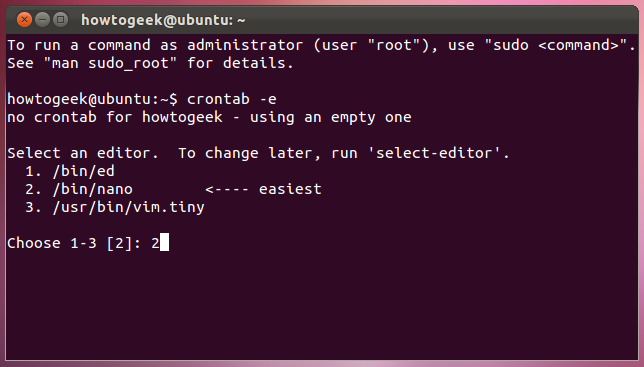 howtogeek@ubuntu: ~
To run a command as administrator (user "root"), use "sudo <command>".
See "man sudo_root" for details.
howtogeek@ubuntu:~$ crontab -e
no crontab for howtogeek - using an empty one
Select an editor.  To change later, run 'select-editor'.
  1. /bin/ed
  2. /bin/nano        <---- easiest
  3. /usr/bin/vim.tiny
Choose 1-3 [2]: 2